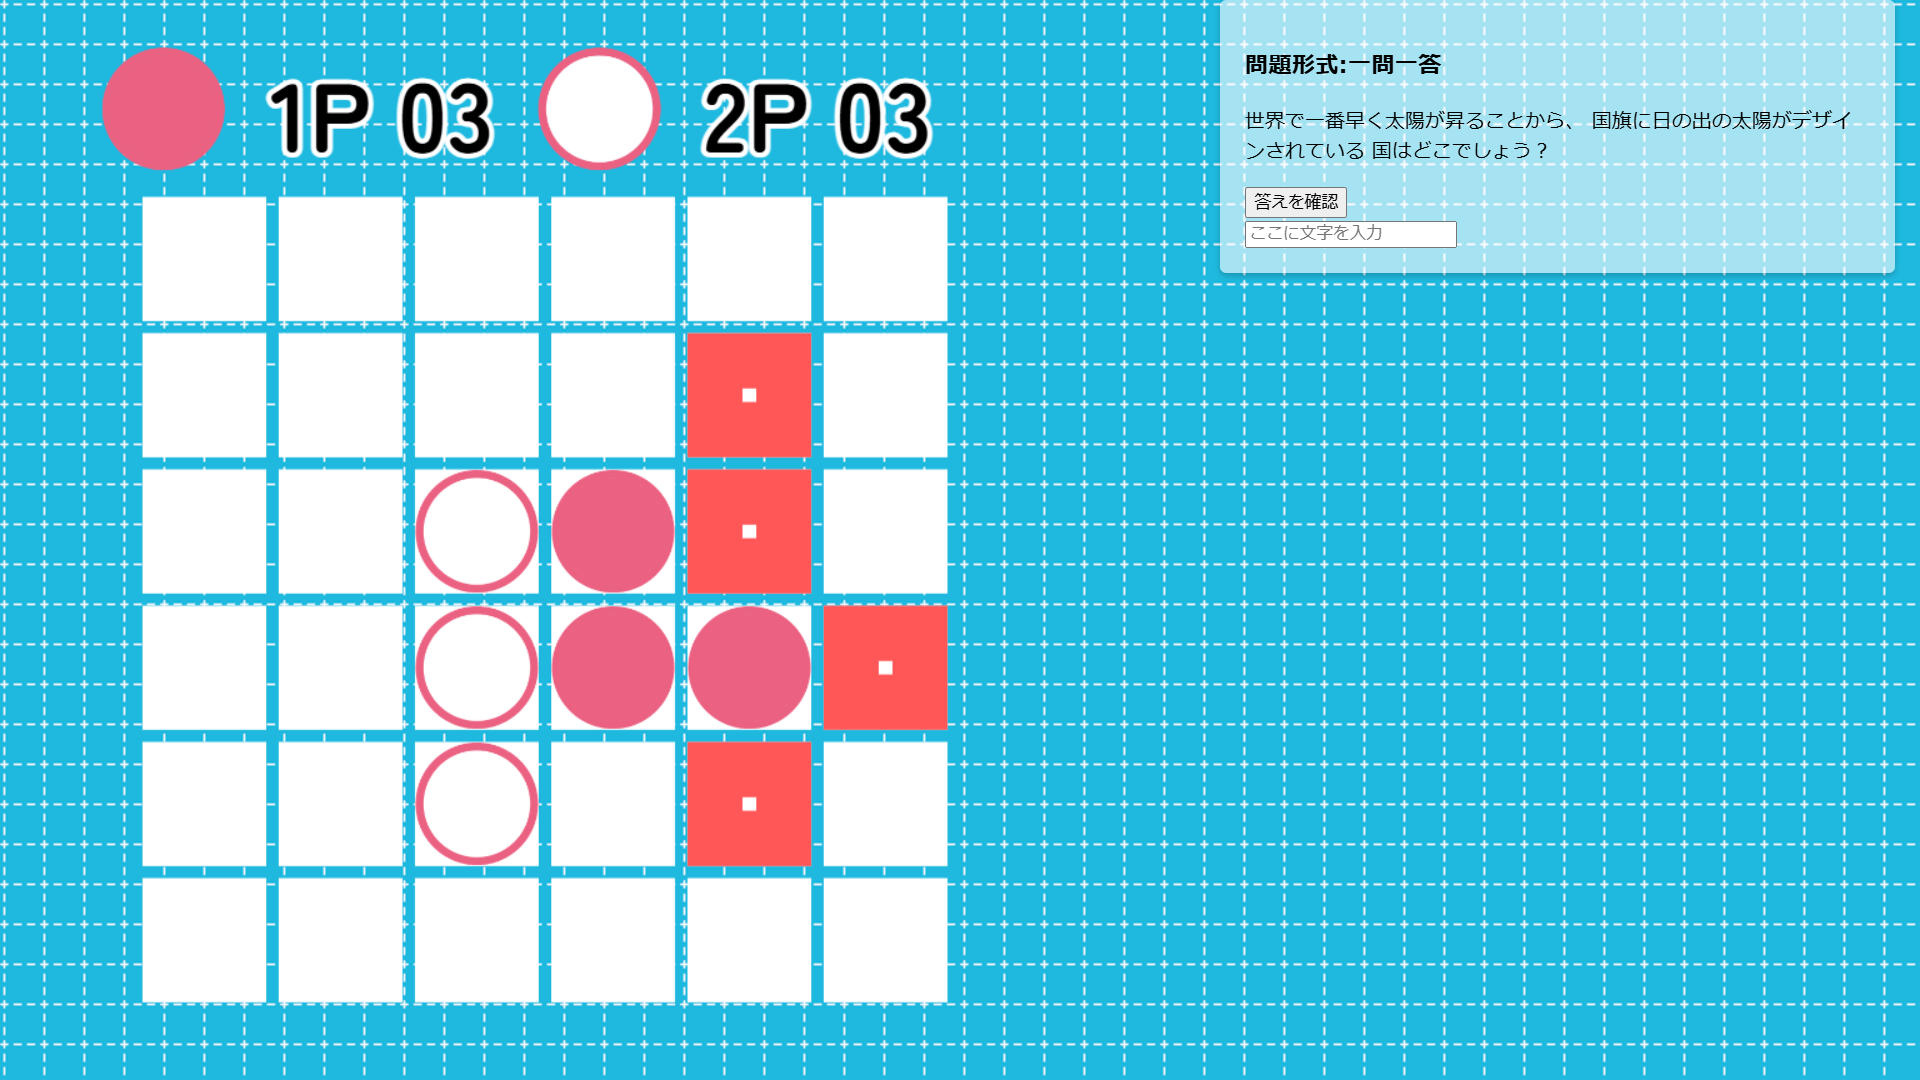 1P 03 2P 03
問題形式:一問一答
世界で一番早く太陽が昇ることから、 国旗に日の出の太陽がデザイ
ンされている 国はどこでしょう？
答えを確認
ここに文字を入力